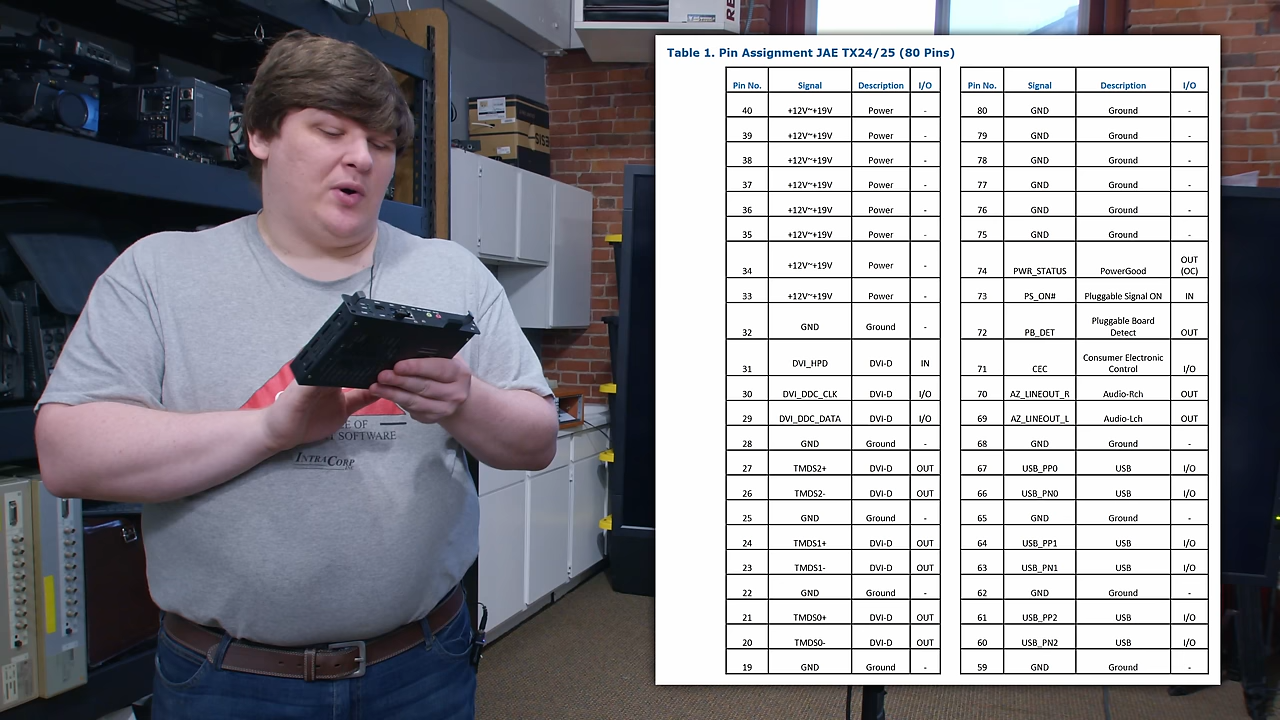 Table 1. Pin Assignment JAE TX24/25 (80 Pins)
Pin No. Signal Description I/O Pin No. Signal Description I/O
40 +12V~+19V Power - 80 GND Ground -
39 +12V~+19V Power - 79 GND Ground -
38 +12V~+19V Power - 78 GND Ground -
37 +12V~+19V Power - 77 GND Ground -
36 +12V~+19V Power - 76 GND Ground -
35 +12V~+19V Power - 75 GND Ground -
34 +12V~+19V Power - 74 PWR_STATUS PowerGood OUT (OC)
33 +12V~+19V Power - 73 PS_ON# Pluggable Signal ON IN
32 GND Ground - 72 PB_DET Pluggable Board Detect OUT
31 DVI_HPD DVI-D IN 71 CEC Consumer Electronic Control I/O
30 DVI_DDC_CLK DVI-D I/O 70 AZ_LINEOUT_R Audio-Rch OUT
29 DVI_DDC_DATA DVI-D I/O 69 AZ_LINEOUT_L Audio-Lch OUT
28 GND Ground - 68 GND Ground -
27 TMDS2+ DVI-D OUT 67 USB_PP0 USB I/O
26 TMDS2- DVI-D OUT 66 USB_PN0 USB I/O
25 GND Ground - 65 GND Ground -
24 TMDS1+ DVI-D OUT 64 USB_PP1 USB I/O
23 TMDS1- DVI-D OUT 63 USB_PN1 USB I/O
22 GND Ground - 62 GND Ground -
21 TMDS0+ DVI-D OUT 61 USB_PP2 USB I/O
20 TMDS0- DVI-D OUT 60 USB_PN2 USB I/O
19 GND Ground - 59 GND Ground -
OF
SOFTWARE
INTRACORP